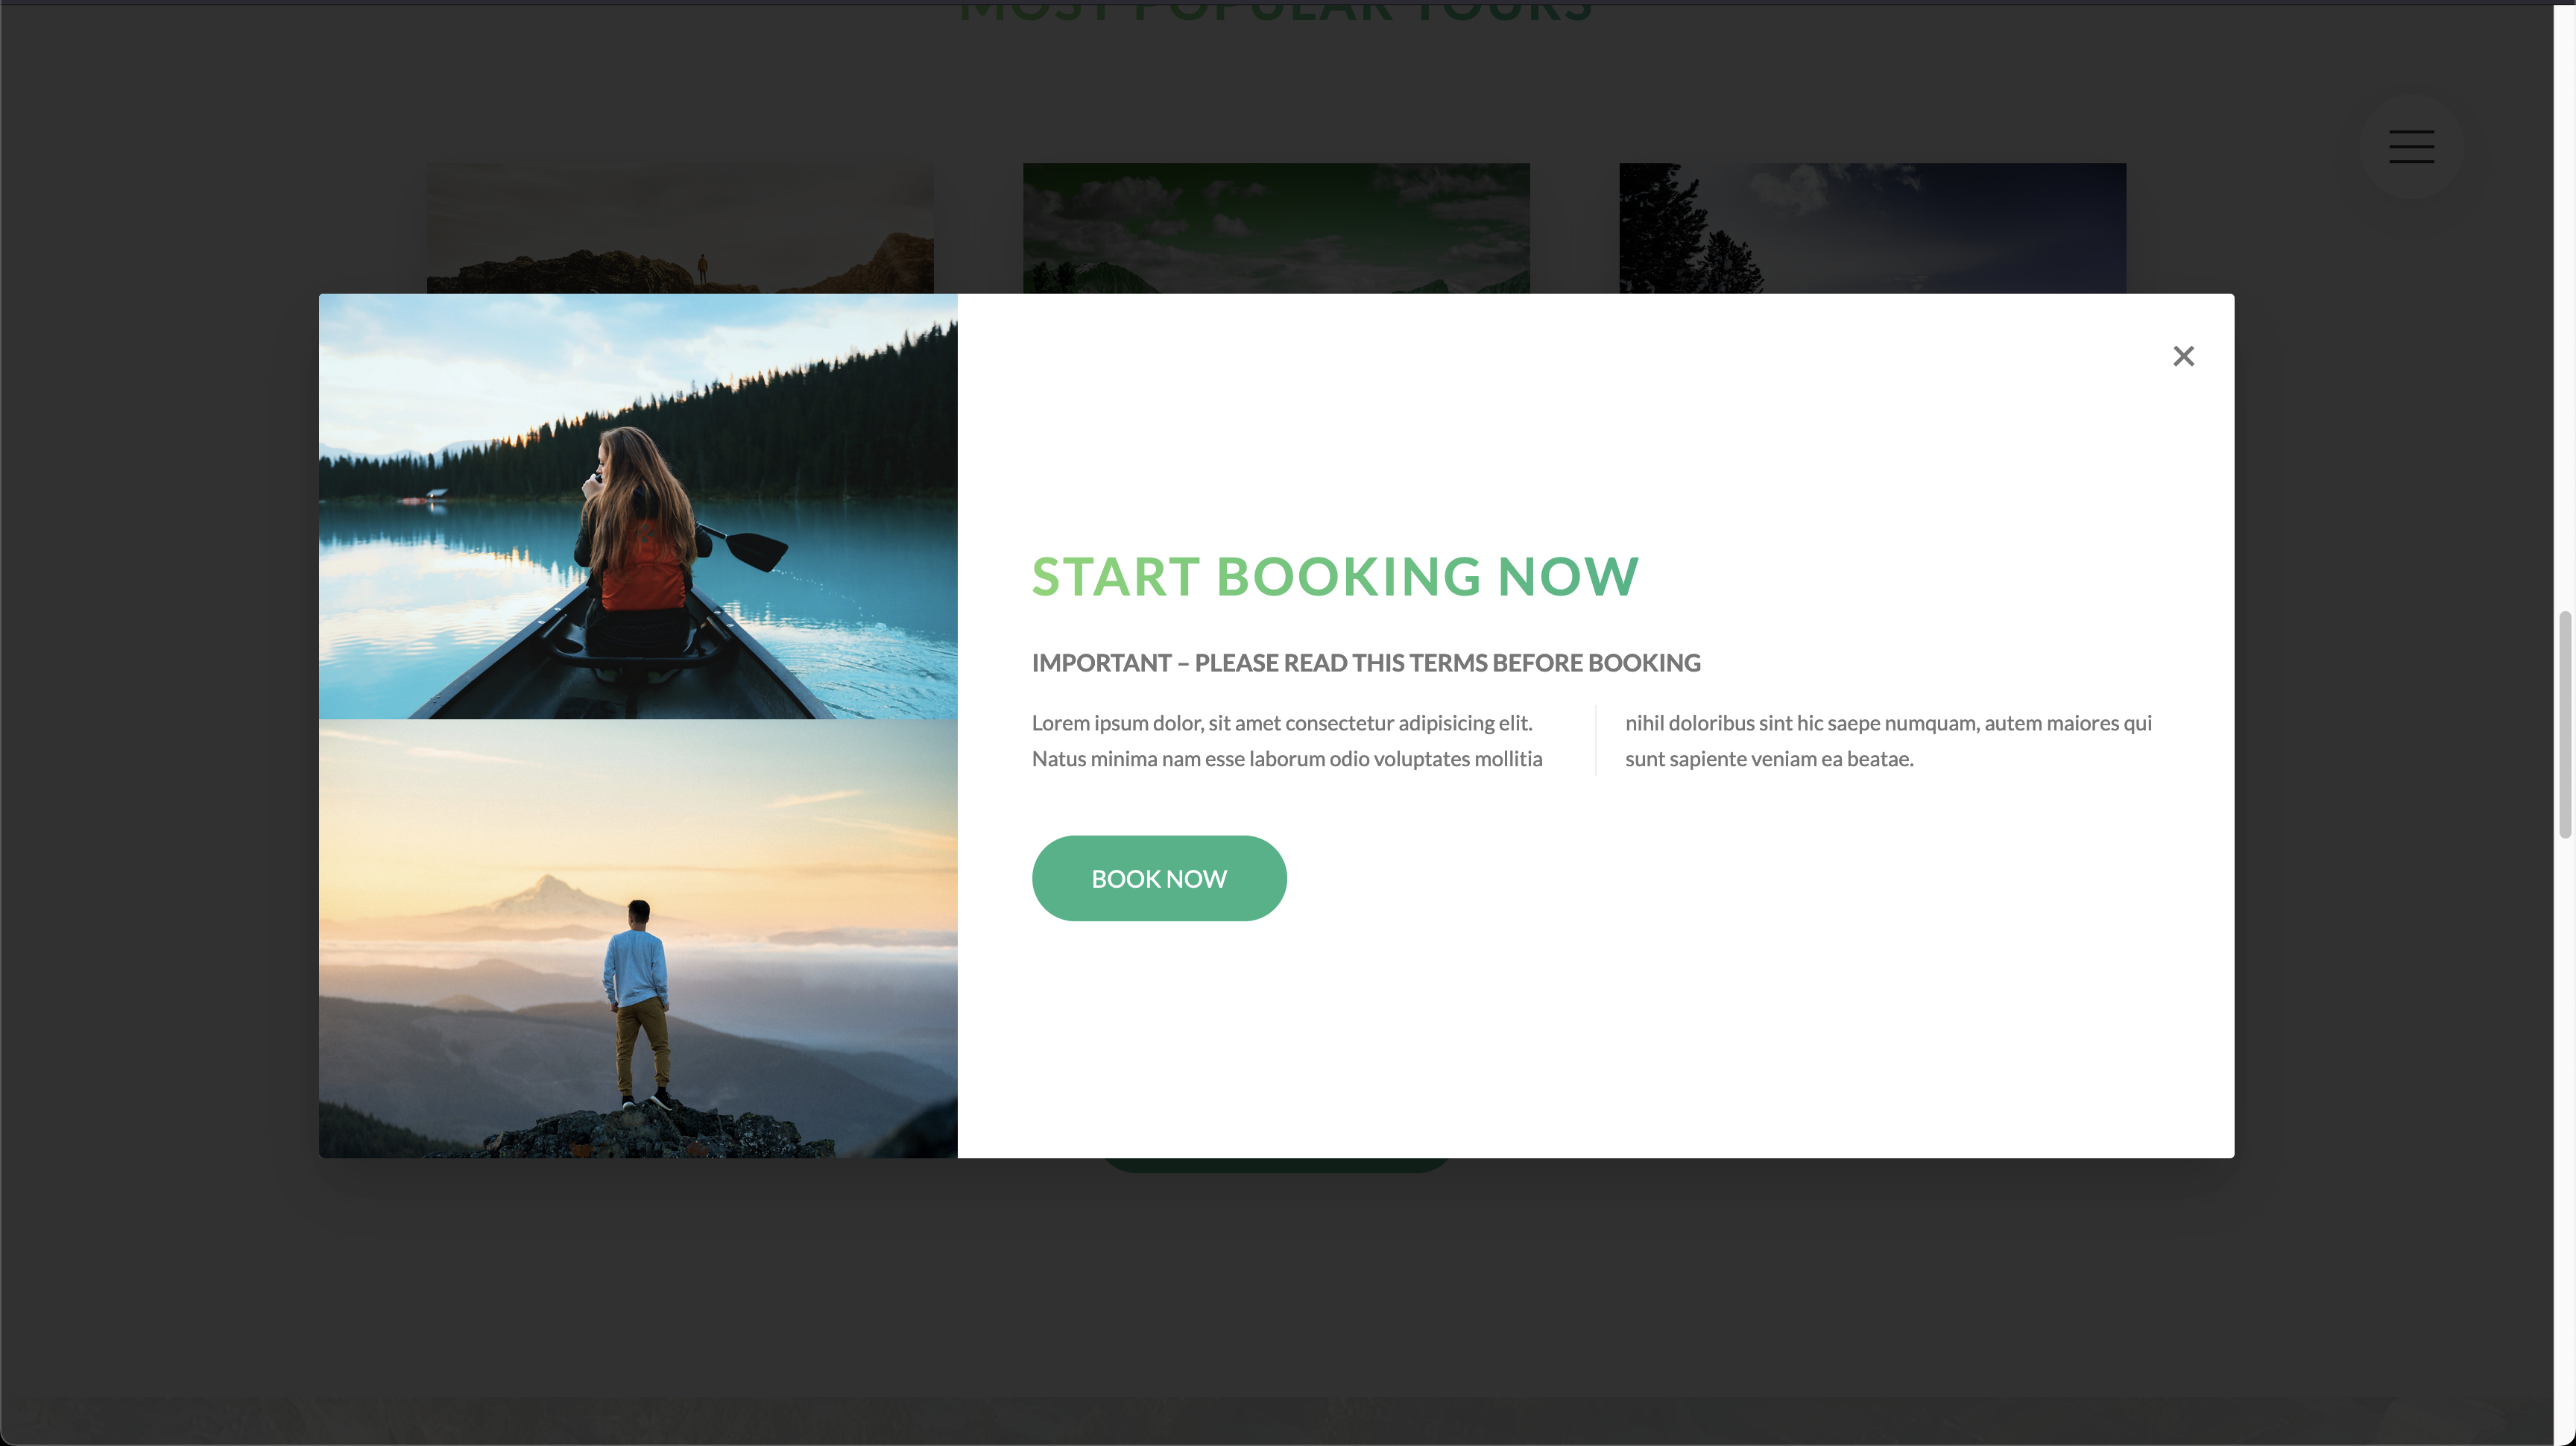 MOST POPULAR TOURS
×
START BOOKING NOW
IMPORTANT – PLEASE READ THIS TERMS BEFORE BOOKING
Lorem ipsum dolor, sit amet consectetur adipisicing elit.
Natus minima nam esse laborum odio voluptates mollitia
nihil doloribus sint hic saepe numquam, autem maiores qui
sunt sapiente veniam ea beatae.
BOOK NOW